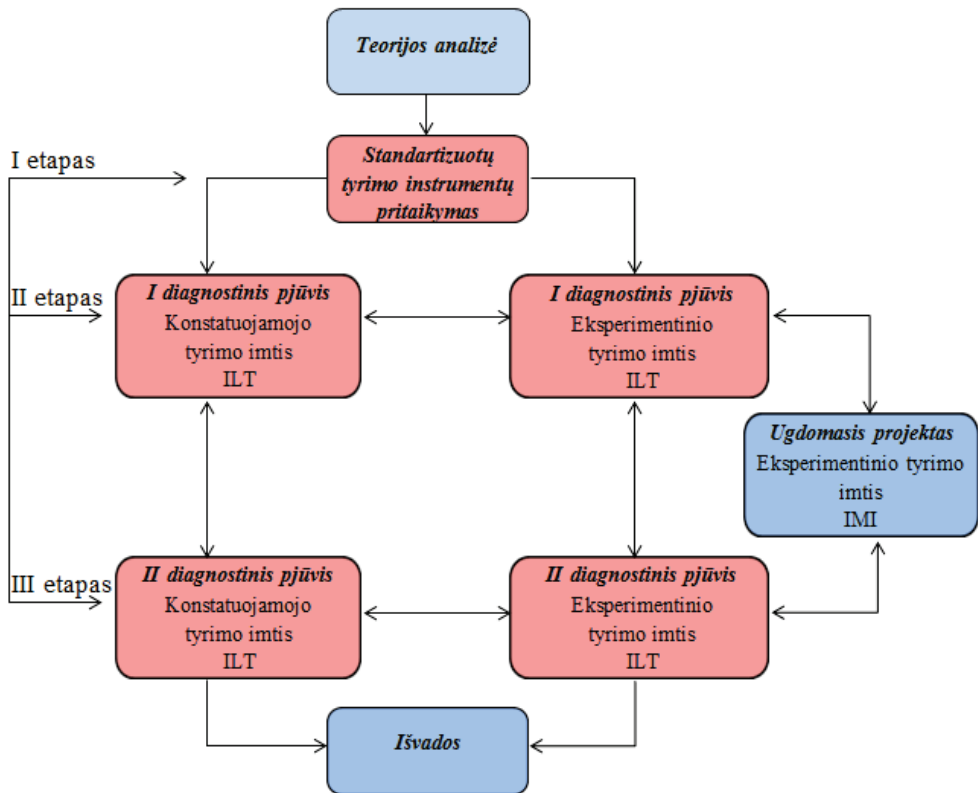 Teorijos analizė
I etapas
Standartizuotų
tyrimo instrumentų
pritaikymas
II etapas
I diagnostinis pjūvis
Konstatuojamojo
tyrimo imtis
ILT
I diagnostinis pjūvis
Eksperimentinio
tyrimo imtis
ILT
Ugdomasis projektas
Eksperimentinio tyrimo
imtis
IMI
III etapas
II diagnostinis pjūvis
Konstatuojamojo
tyrimo imtis
ILT
II diagnostinis pjūvis
Eksperimentinio
tyrimo imtis
ILT
Išvados